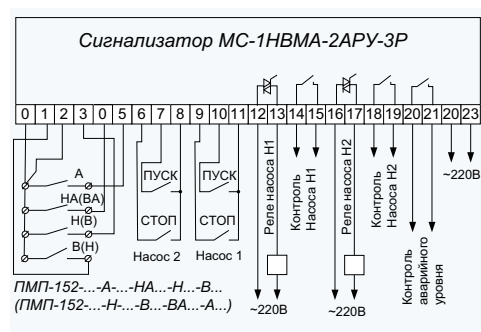 Сигнализатор МС-1НВМА-2АРУ-3Р
0 1 2 3 0 5 6 7 8 9 10 11 12 13 14 15 16 17 18 19 20 21 20 23
А
НА(ВА)
Н(В)
В(Н)
ПУСК
СТОП
Насос 2
ПУСК
СТОП
Насос 1
Реле насоса Н1
Контроль
Насоса Н1
Реле насоса Н2
Контроль
Насоса Н2
Контроль
аварийного
уровня
~220В
~220В
~220В
ПМП-152-...-А-...-НА...-Н...-В...
(ПМП-152-...-Н-...-В...-ВА...-А...)